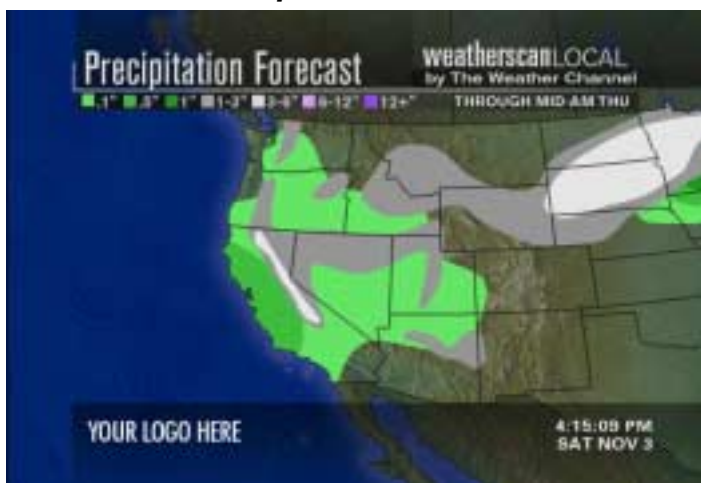 Precipitation Forecast
weatherscanLOCAL
by The Weather Channel
.1" .5" 1" 1-3" 3-6" 6-12" 12+"
THROUGH MID AM THU
YOUR LOGO HERE
4:15:09 PM
SAT NOV 3